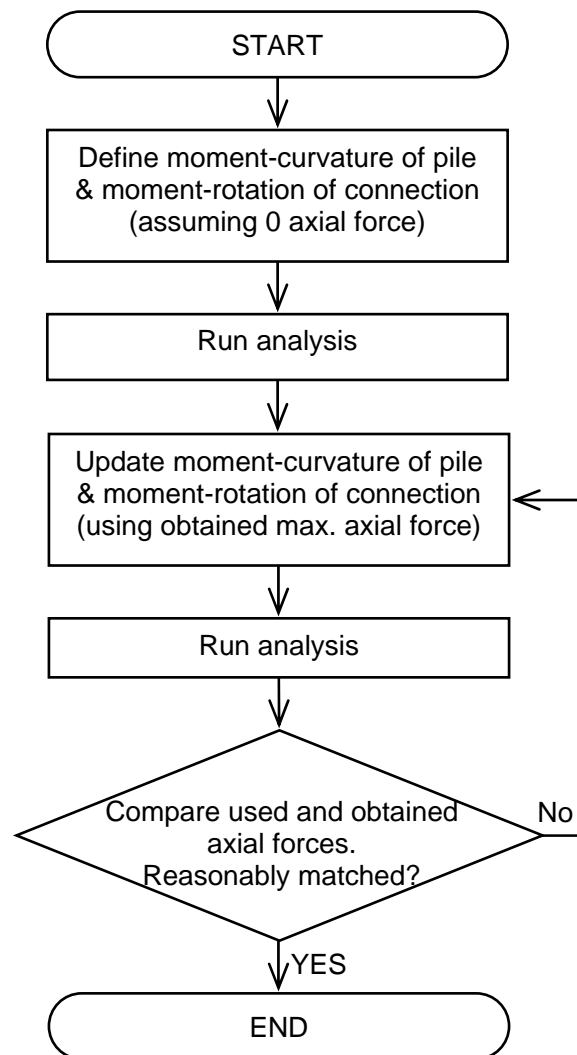 START
Define moment-curvature of pile
& moment-rotation of connection
(assuming 0 axial force)
Run analysis
Update moment-curvature of pile
& moment-rotation of connection
(using obtained max. axial force)
Run analysis
Compare used and obtained
axial forces.
Reasonably matched?
No
YES
END